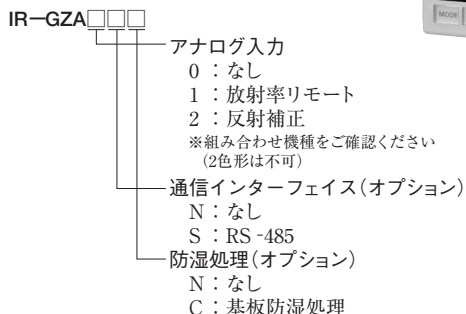 IR－GZA□□□
MODE
アナログ入力
0 ：なし
1 ：放射率リモート
2 ：反射補正
※組み合わせ機種をご確認ください
（2色形は不可）
通信インターフェイス（オプション）
N：なし
S：RS -485
防湿処理（オプション）
N：なし
C：基板防湿処理